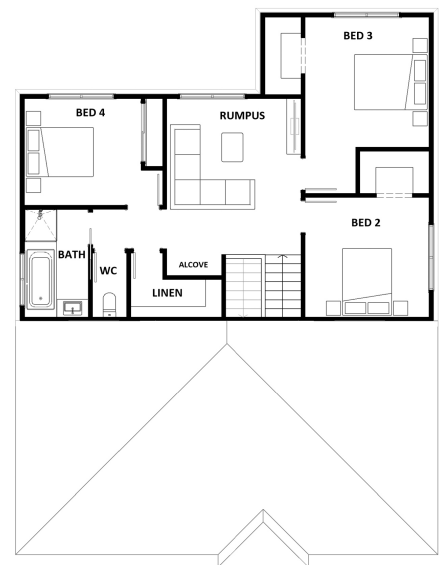 BED 3
BED 4
RUMPUS
BED 2
BATH
WC
ALCOVE
LINEN